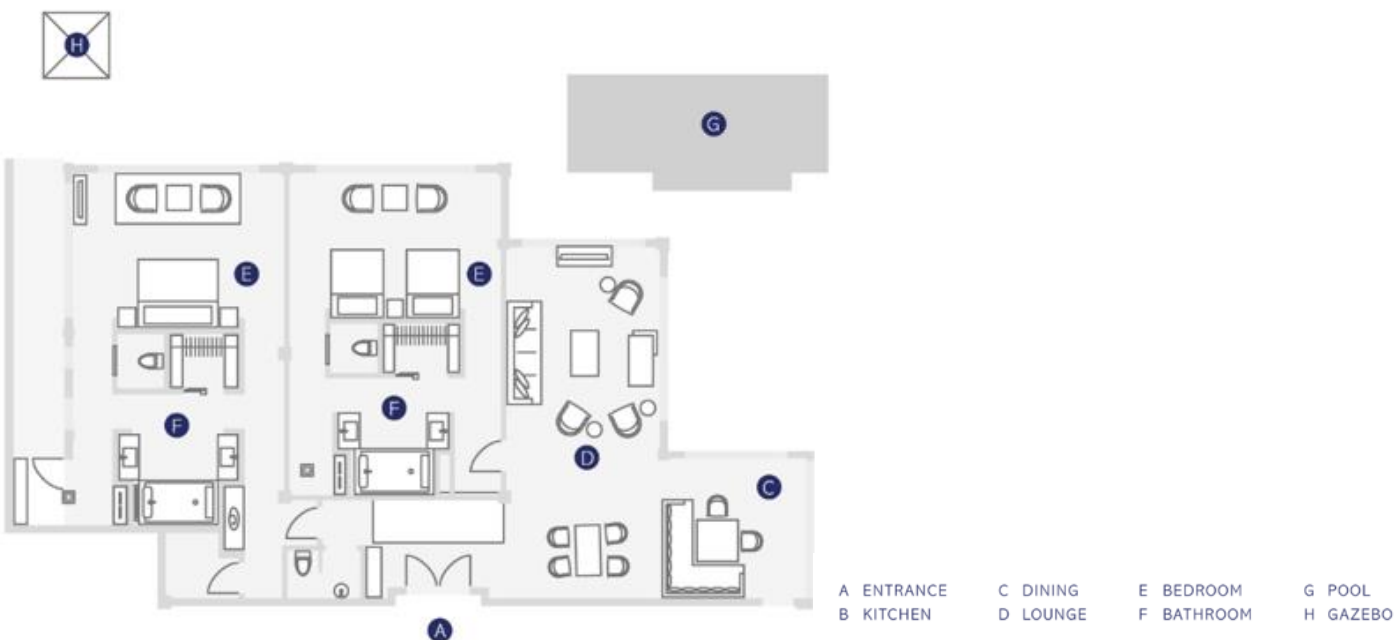 H
G
E
E
F
F
D
C
A ENTRANCE C DINING E BEDROOM G POOL
B KITCHEN D LOUNGE F BATHROOM H GAZEBO
A